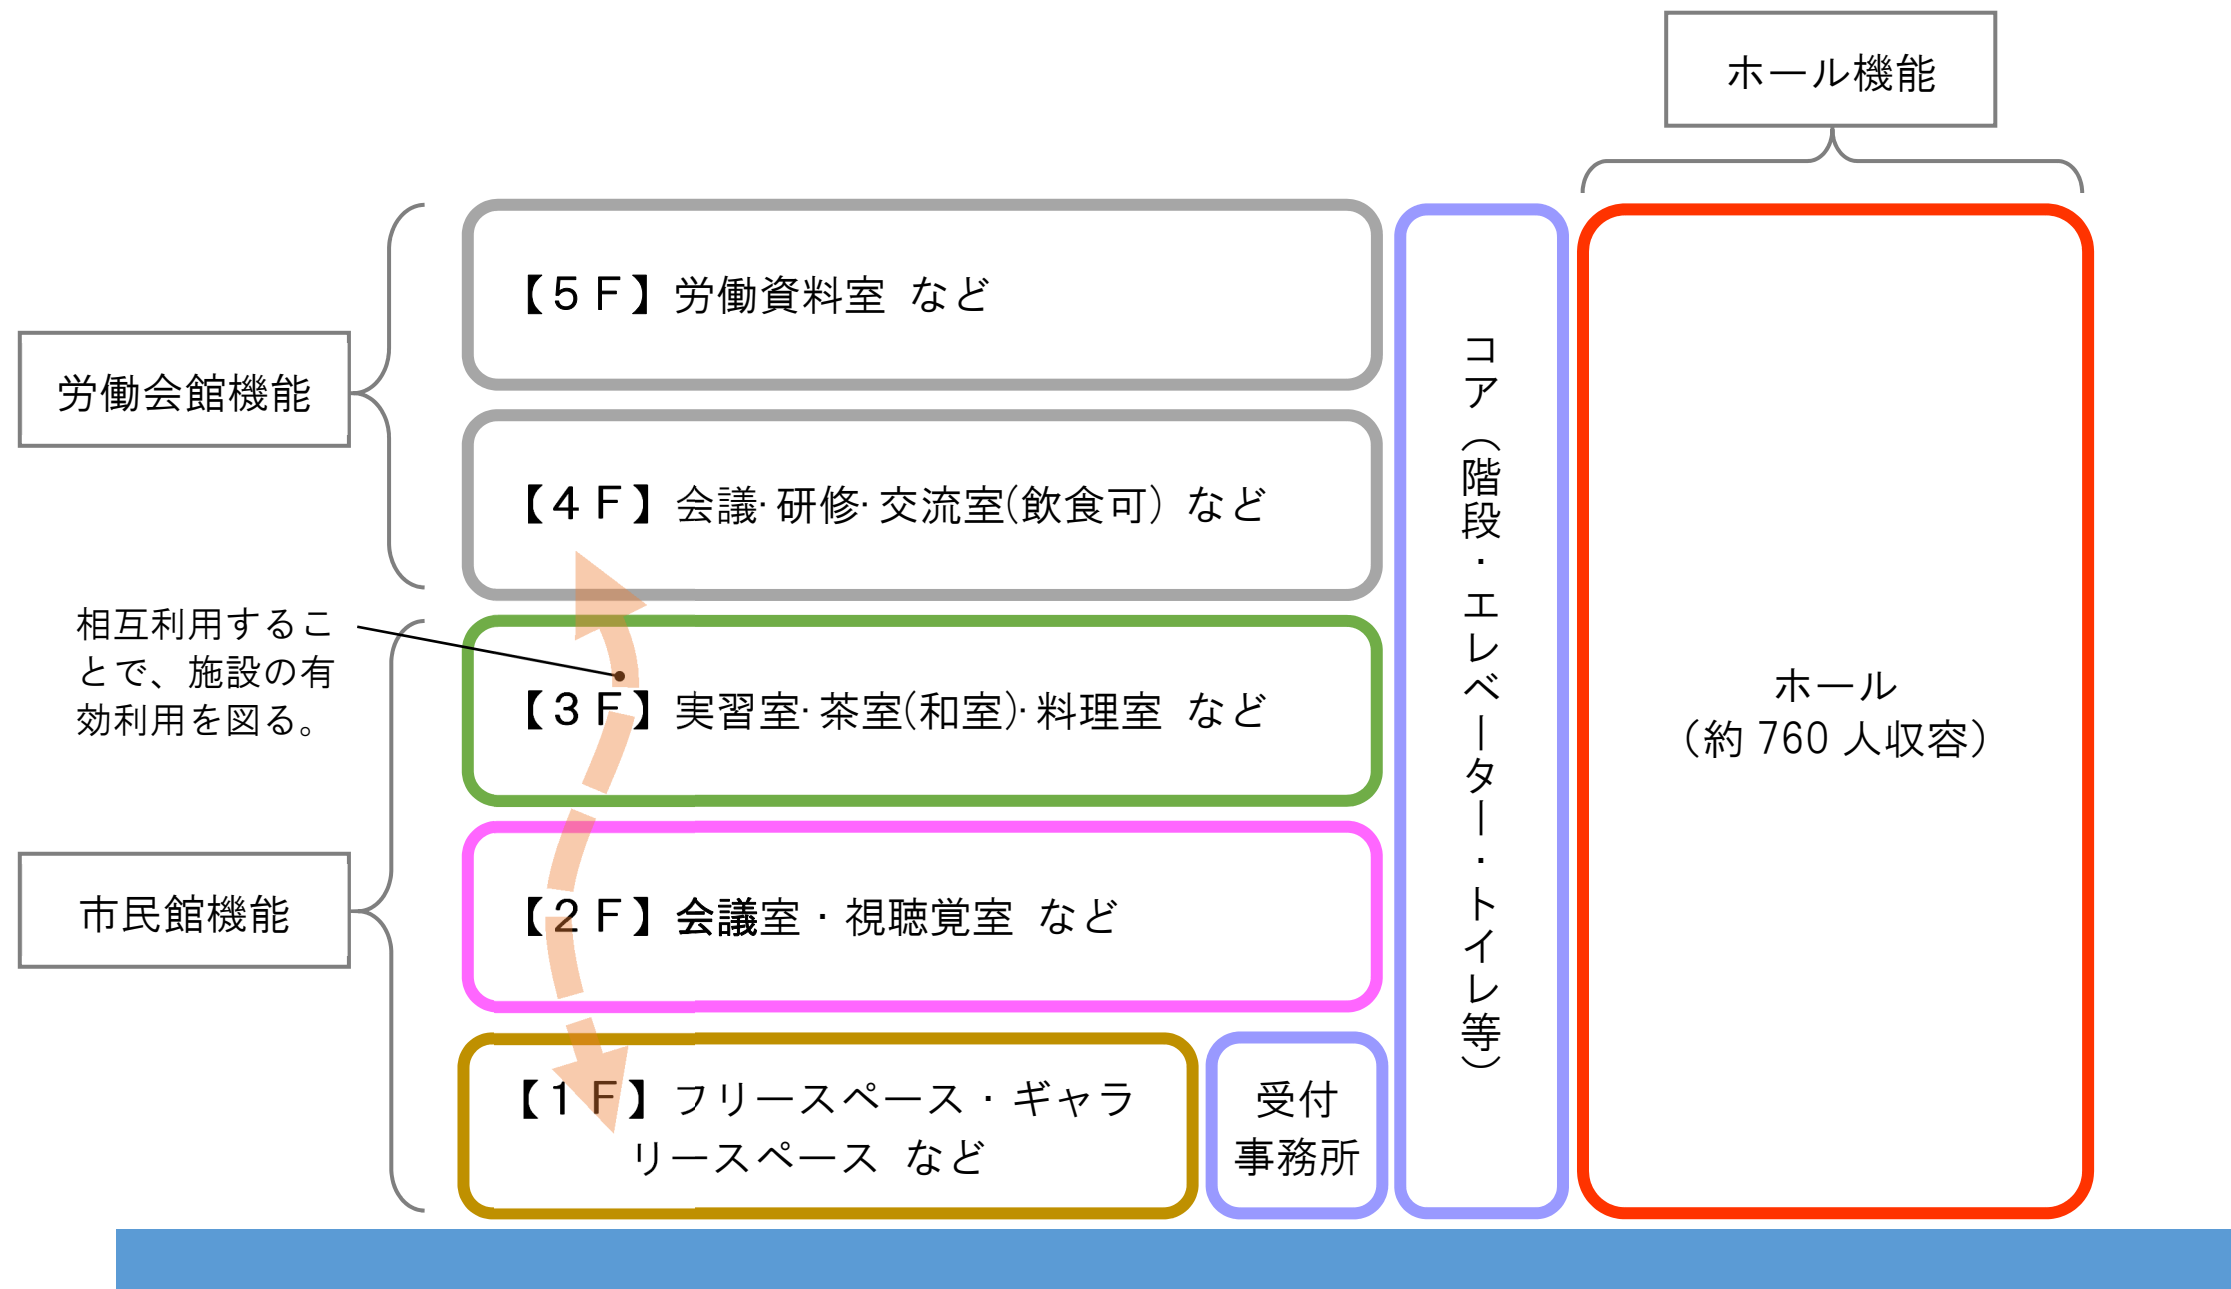 ホール機能
労働会館機能
【５Ｆ】労働資料室 など
【４Ｆ】会議・研修・交流室(飲食可) など
相互利用するこ
とで、施設の有
効利用を図る。
【３Ｆ】実習室・茶室(和室)・料理室 など
市民館機能
【２Ｆ】会議室・視聴覚室 など
【１Ｆ】フリースペース・ギャラ
リースペース など
受付
事務所
コア（階段・エレベーター・トイレ等）
ホール
（約 760 人収容）